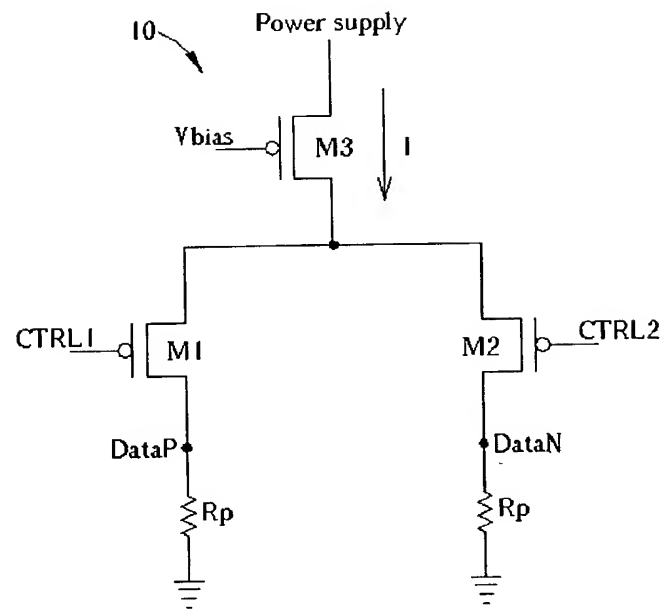 10
Power supply
Vbias
M3
I
CTRL1
M1
M2
CTRL2
DataP
DataN
Rp
Rp